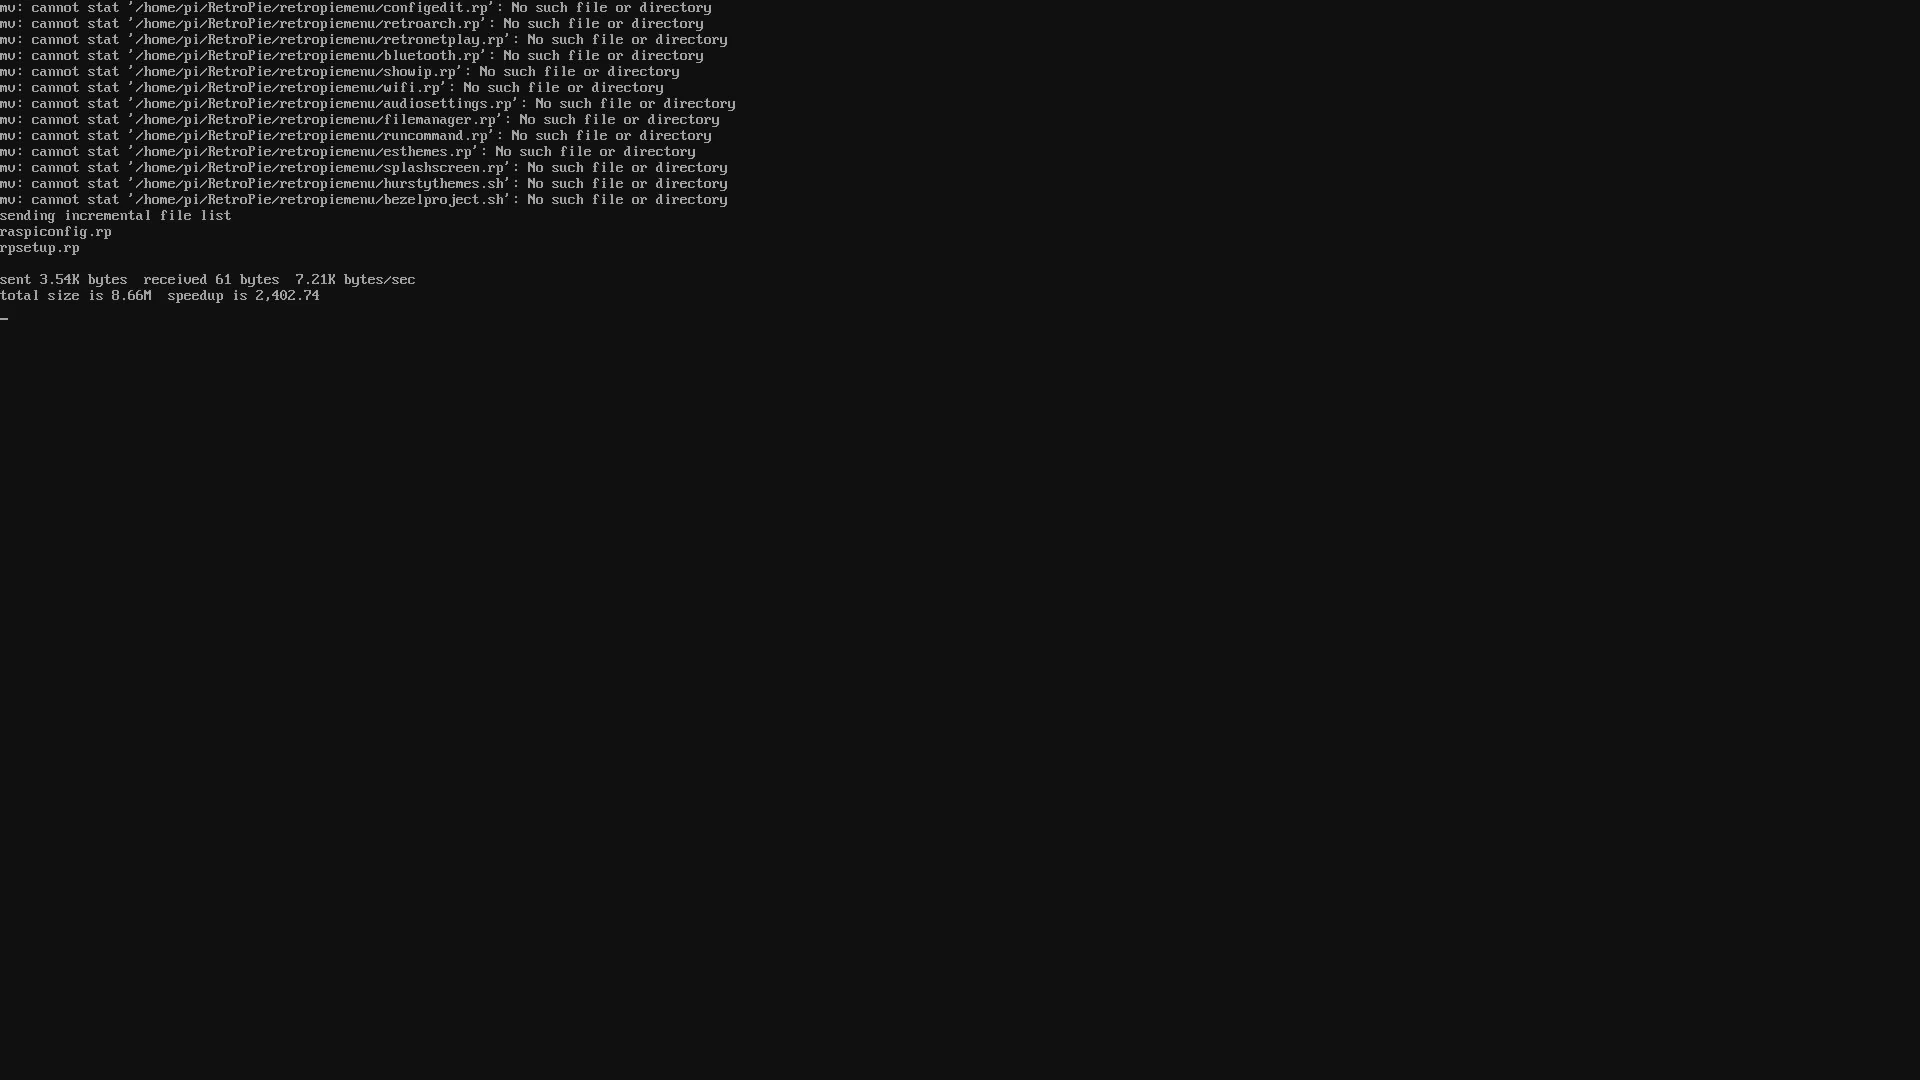 mv: cannot stat '/home/pi/RetroPie/retropiemenu/configedit.rp': No such file or directory
mv: cannot stat '/home/pi/RetroPie/retropiemenu/retroarch.rp': No such file or directory
mv: cannot stat '/home/pi/RetroPie/retropiemenu/retronetplay.rp': No such file or directory
mv: cannot stat '/home/pi/RetroPie/retropiemenu/bluetooth.rp': No such file or directory
mv: cannot stat '/home/pi/RetroPie/retropiemenu/showip.rp': No such file or directory
mv: cannot stat '/home/pi/RetroPie/retropiemenu/wifi.rp': No such file or directory
mv: cannot stat '/home/pi/RetroPie/retropiemenu/audiosettings.rp': No such file or directory
mv: cannot stat '/home/pi/RetroPie/retropiemenu/filemanager.rp': No such file or directory
mv: cannot stat '/home/pi/RetroPie/retropiemenu/runcommand.rp': No such file or directory
mv: cannot stat '/home/pi/RetroPie/retropiemenu/esthemes.rp': No such file or directory
mv: cannot stat '/home/pi/RetroPie/retropiemenu/splashscreen.rp': No such file or directory
mv: cannot stat '/home/pi/RetroPie/retropiemenu/hurstythemes.sh': No such file or directory
mv: cannot stat '/home/pi/RetroPie/retropiemenu/bezelproject.sh': No such file or directory
sending incremental file list
raspiconfig.rp
rpsetup.rp
sent 3.54K bytes  received 61 bytes  7.21K bytes/sec
total size is 8.66M  speedup is 2,402.74
_